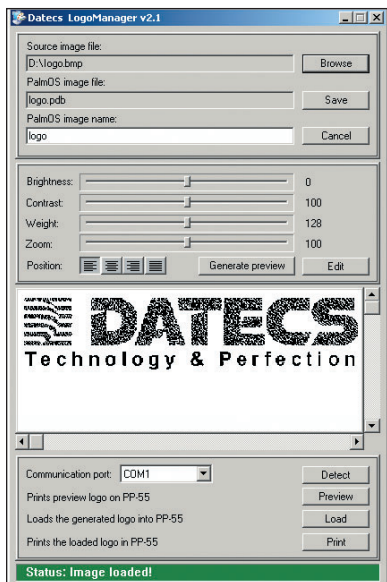 Datecs LogoManager v2.1
Source image file:
D:\logo.bmp Browse
PalmOS image file:
logo.pdb Save
PalmOS image name:
logo Cancel
Brightness: 0
Contrast: 100
Weight: 128
Zoom: 100
Position: Generate preview Edit
DATECS
Technology & Perfection
Communication port: COM1 Detect
Prints preview logo on PP-55 Preview
Loads the generated logo into PP-55 Load
Prints the loaded logo in PP-55 Print
Status: Image loaded!